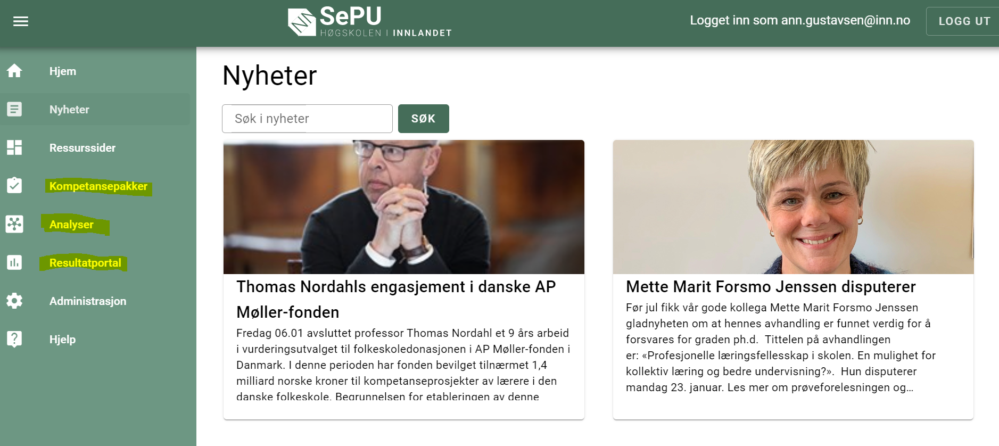 SePU
HØGSKOLEN I INNLANDET
Logget inn som ann.gustavsen@inn.no
LOGG UT
Hjem
Nyheter
Ressurssider
Kompetansepakker
Analyser
Resultatportal
Administrasjon
Hjelp
Nyheter
Søk i nyheter
SØK
Thomas Nordahls engasjement i danske AP
Møller-fonden
Fredag 06.01 avsluttet professor Thomas Nordahl et 9 års arbeid
i vurderingsutvalget til folkeskoledonasjonen i AP Møller-fonden i
Danmark. I denne perioden har fonden bevilget tilnærmet 1,4
milliard norske kroner til kompetanseprosjekter av lærere i den
danske folkeskole. Begrunnelsen for etableringen av denne
Mette Marit Forsmo Jenssen disputerer
Før jul fikk vår gode kollega Mette Marit Forsmo Jenssen
gladnyheten om at hennes avhandling er funnet verdig for å
forsvares for graden ph.d.  Tittelen på avhandlingen
er: «Profesjonelle læringsfellesskap i skolen. En mulighet for
kollektiv læring og bedre undervisning?».  Hun disputerer
mandag 23. januar. Les mer om prøveforelesningen og…